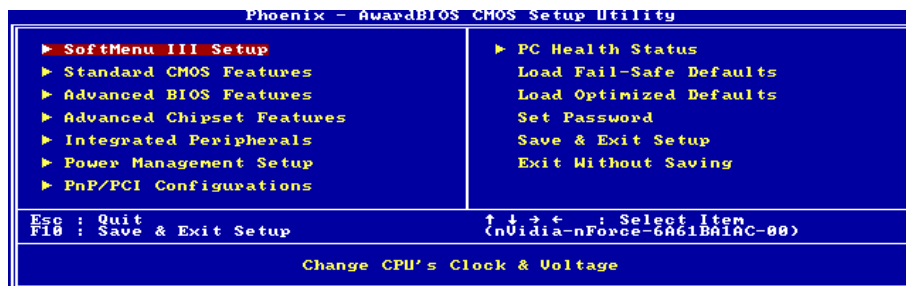 Phoenix - AwardBIOS CMOS Setup Utility
► SoftMenu III Setup
► Standard CMOS Features
► Advanced BIOS Features
► Advanced Chipset Features
► Integrated Peripherals
► Power Management Setup
► PnP/PCI Configurations
► PC Health Status
Load Fail-Safe Defaults
Load Optimized Defaults
Set Password
Save & Exit Setup
Exit Without Saving
Esc : Quit
F10 : Save & Exit Setup
↑ ↓ → ← : Select Item
(nVidia-nForce-6A61BA1AC-00)
Change CPU's Clock & Voltage